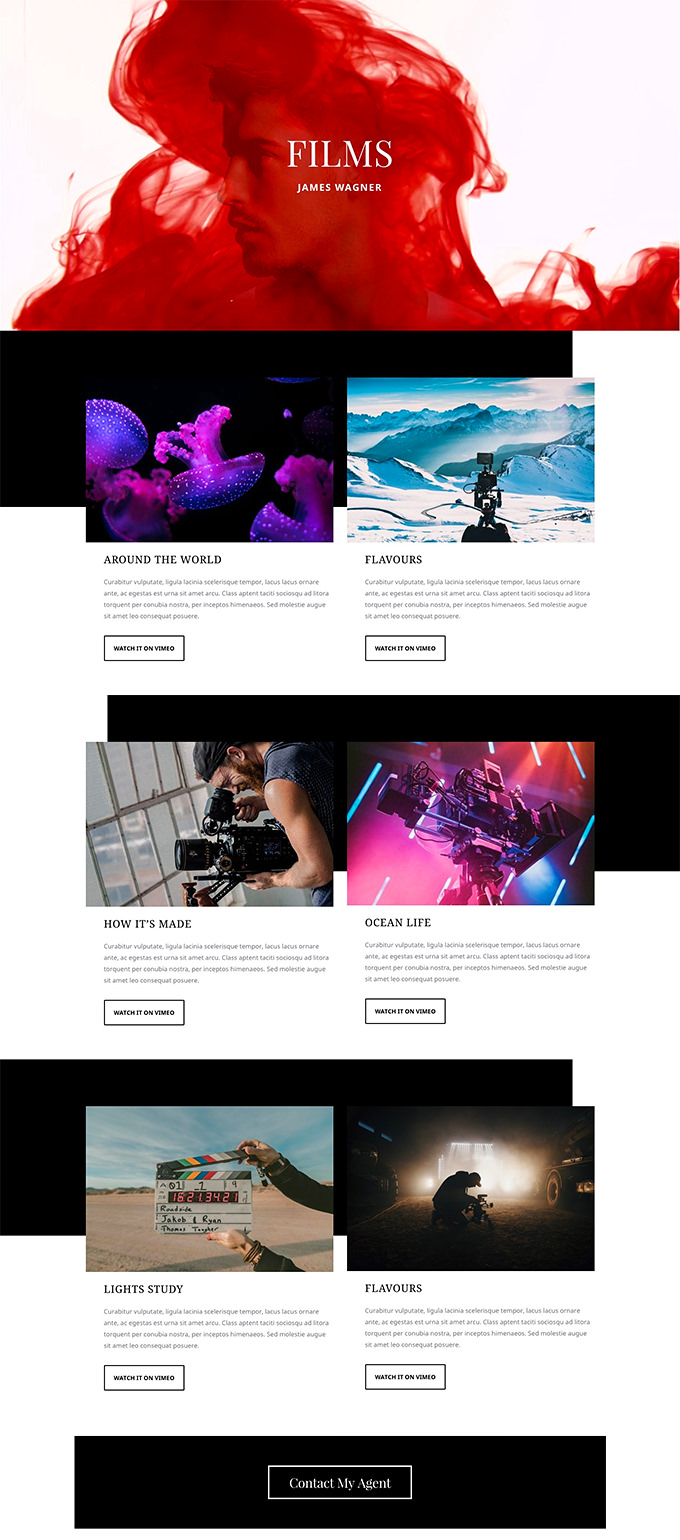 FILMS
JAMES WAGNER
AROUND THE WORLD
Curabitur vulputate, ligula lacinia scelerisque tempor, lacus lacus ornare
ante, ac egestas est urna sit amet arcu. Class aptent taciti sociosqu ad litora
torquent per conubia nostra, per inceptos himenaeos. Sed molestie augue
sit amet leo consequat posuere.
WATCH IT ON VIMEO
FLAVOURS
Curabitur vulputate, ligula lacinia scelerisque tempor, lacus lacus ornare
ante, ac egestas est urna sit amet arcu. Class aptent taciti sociosqu ad litora
torquent per conubia nostra, per inceptos himenaeos. Sed molestie augue
sit amet leo consequat posuere.
WATCH IT ON VIMEO
HOW IT'S MADE
Curabitur vulputate, ligula lacinia scelerisque tempor, lacus lacus ornare
ante, ac egestas est urna sit amet arcu. Class aptent taciti sociosqu ad litora
torquent per conubia nostra, per inceptos himenaeos. Sed molestie augue
sit amet leo consequat posuere.
WATCH IT ON VIMEO
OCEAN LIFE
Curabitur vulputate, ligula lacinia scelerisque tempor, lacus lacus ornare
ante, ac egestas est urna sit amet arcu. Class aptent taciti sociosqu ad litora
torquent per conubia nostra, per inceptos himenaeos. Sed molestie augue
sit amet leo consequat posuere.
WATCH IT ON VIMEO
01 1 9
16:21:34:21
Roadside
Jakob & Ryan
Thomas Tougher
LIGHTS STUDY
Curabitur vulputate, ligula lacinia scelerisque tempor, lacus lacus ornare
ante, ac egestas est urna sit amet arcu. Class aptent taciti sociosqu ad litora
torquent per conubia nostra, per inceptos himenaeos. Sed molestie augue
sit amet leo consequat posuere.
WATCH IT ON VIMEO
FLAVOURS
Curabitur vulputate, ligula lacinia scelerisque tempor, lacus lacus ornare
ante, ac egestas est urna sit amet arcu. Class aptent taciti sociosqu ad litora
torquent per conubia nostra, per inceptos himenaeos. Sed molestie augue
sit amet leo consequat posuere.
WATCH IT ON VIMEO
Contact My Agent